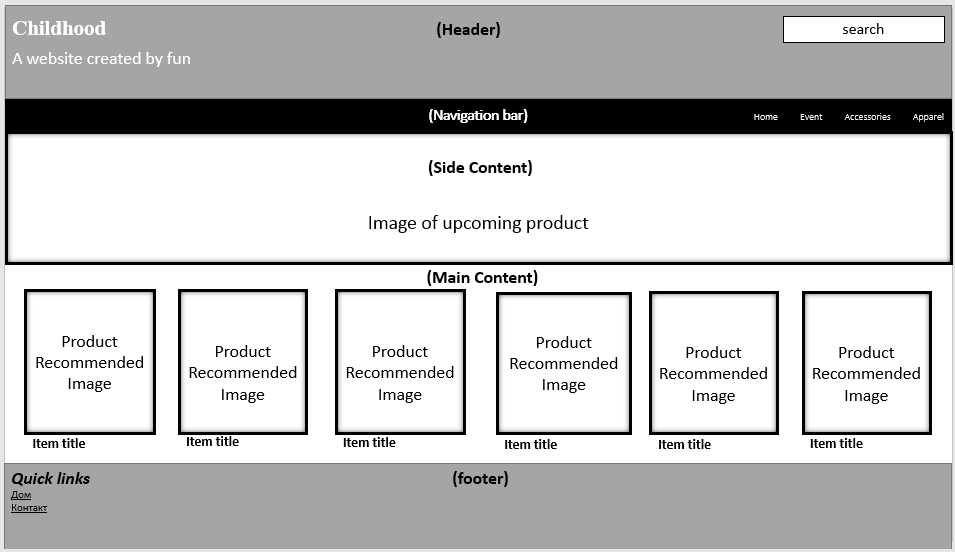 Childhood
(Header)
search
A website created by fun
(Navigation bar)
Home
Event
Accessories
Apparel
(Side Content)
Image of upcoming product
(Main Content)
Product
Recommended
Image
Item title
Product
Recommended
Image
Item title
Product
Recommended
Image
Item title
Product
Recommended
Image
Item title
Product
Recommended
Image
Item title
Product
Recommended
Image
Item title
Quick links
(footer)
Дом
Контакт